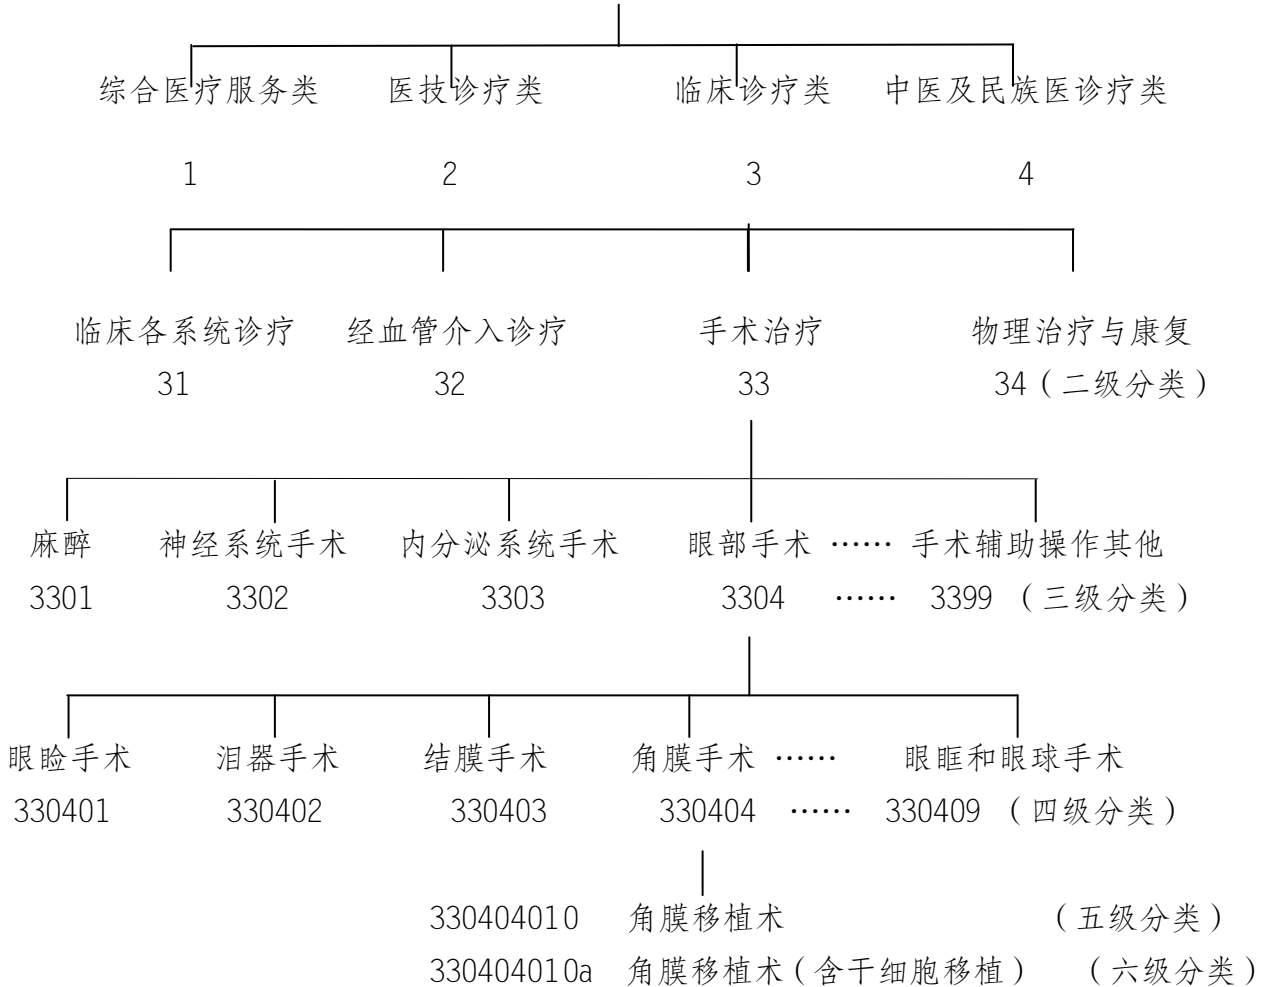 综合医疗服务类 医技诊疗类 临床诊疗类 中医及民族医诊疗类
1 2 3 4
临床各系统诊疗 经血管介入诊疗 手术治疗 物理治疗与康复
31 32 33 34（二级分类）
麻醉 神经系统手术 内分泌系统手术 眼部手术 …… 手术辅助操作其他
3301 3302 3303 3304 …… 3399 （三级分类）
眼睑手术 泪器手术 结膜手术 角膜手术 …… 眼眶和眼球手术
330401 330402 330403 330404 …… 330409 （四级分类）
330404010 角膜移植术 （五级分类）
330404010a 角膜移植术（含干细胞移植） （六级分类）